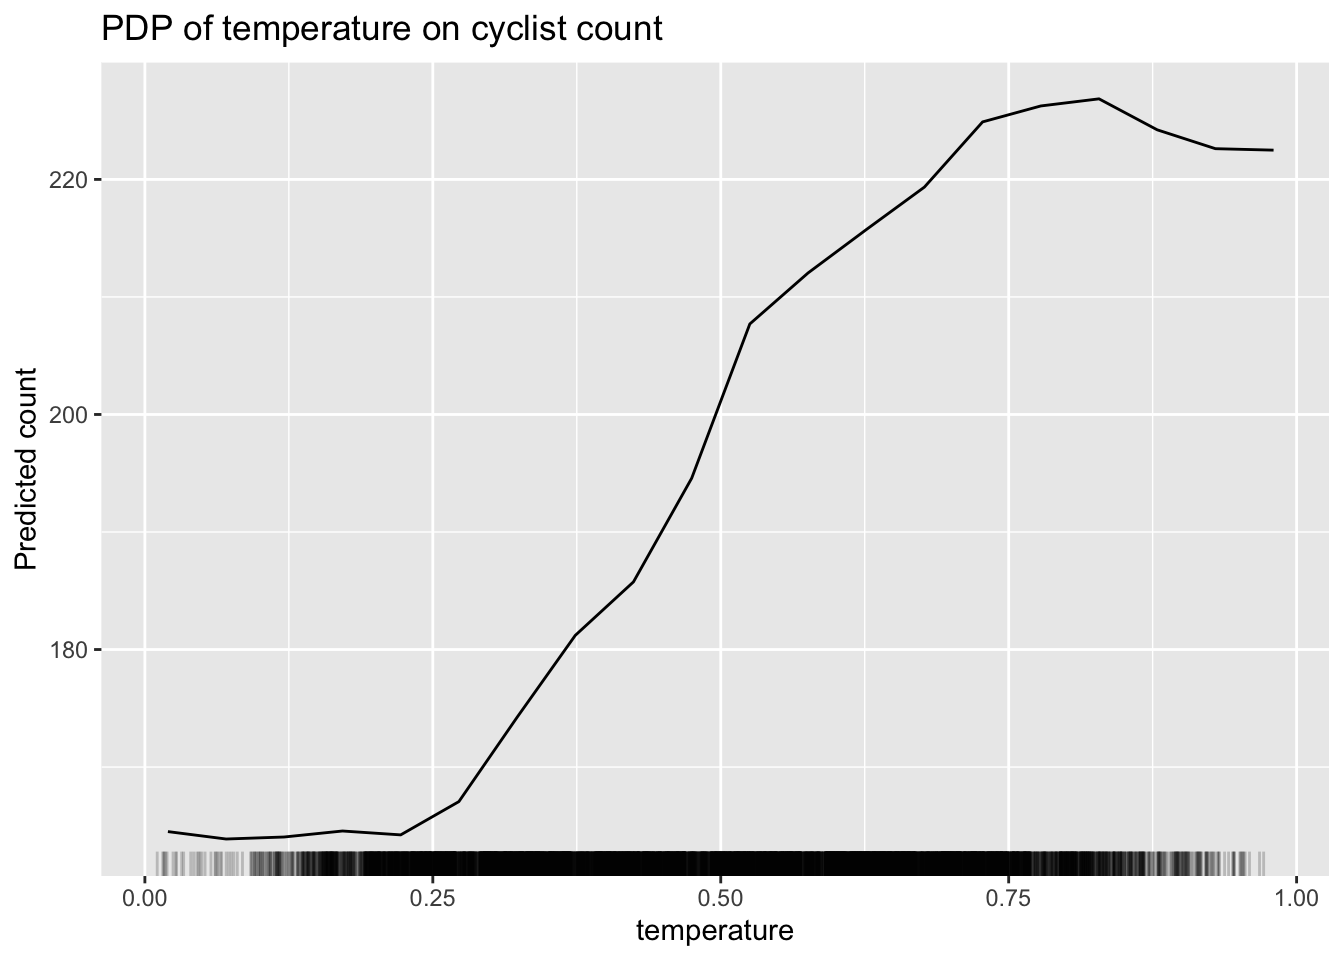 PDP of temperature on cyclist count
Predicted count
220
200
180
0.00 0.25 0.50 0.75 1.00
temperature